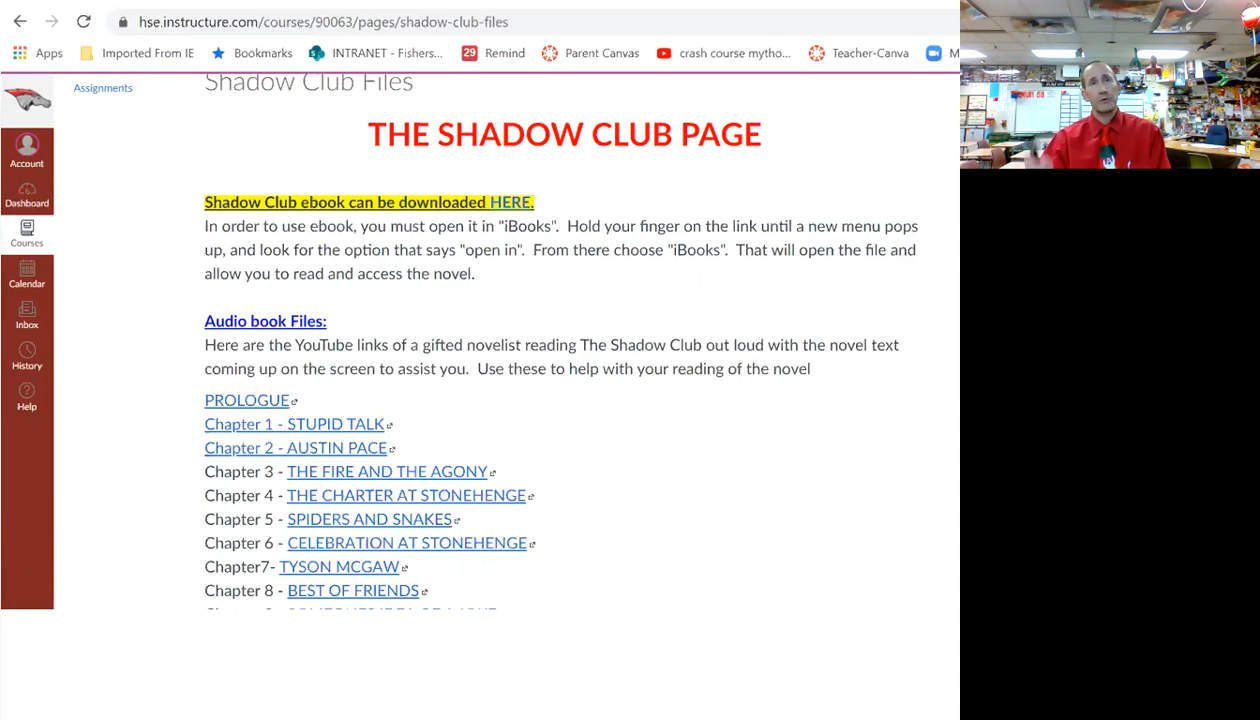 hse.instructure.com/courses/90063/pages/shadow-club-files
Apps Imported From IE Bookmarks INTRANET - Fishers... 29 Remind Parent Canvas crash course mytho... Teacher-Canva M
Assignments
Shadow Club Files
THE SHADOW CLUB PAGE
Account
Dashboard
Courses
Calendar
Inbox
History
Help
Shadow Club ebook can be downloaded HERE.
In order to use ebook, you must open it in "iBooks". Hold your finger on the link until a new menu pops
up, and look for the option that says "open in". From there choose "iBooks". That will open the file and
allow you to read and access the novel.
Audio book Files:
Here are the YouTube links of a gifted novelist reading The Shadow Club out loud with the novel text
coming up on the screen to assist you. Use these to help with your reading of the novel
PROLOGUE
Chapter 1 - STUPID TALK
Chapter 2 - AUSTIN PACE
Chapter 3 - THE FIRE AND THE AGONY
Chapter 4 - THE CHARTER AT STONEHENGE
Chapter 5 - SPIDERS AND SNAKES
Chapter 6 - CELEBRATION AT STONEHENGE
Chapter7- TYSON MCGAW
Chapter 8 - BEST OF FRIENDS